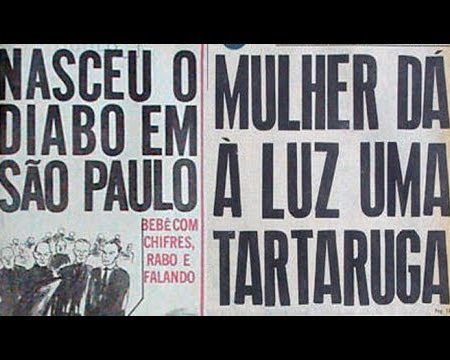 NASCEU O
DIABO EM
SÃO PAULO
BEBÊ COM
CHIFRES,
RABO E
FALANDO
MULHER DÁ
À LUZ UMA
TARTARUGA